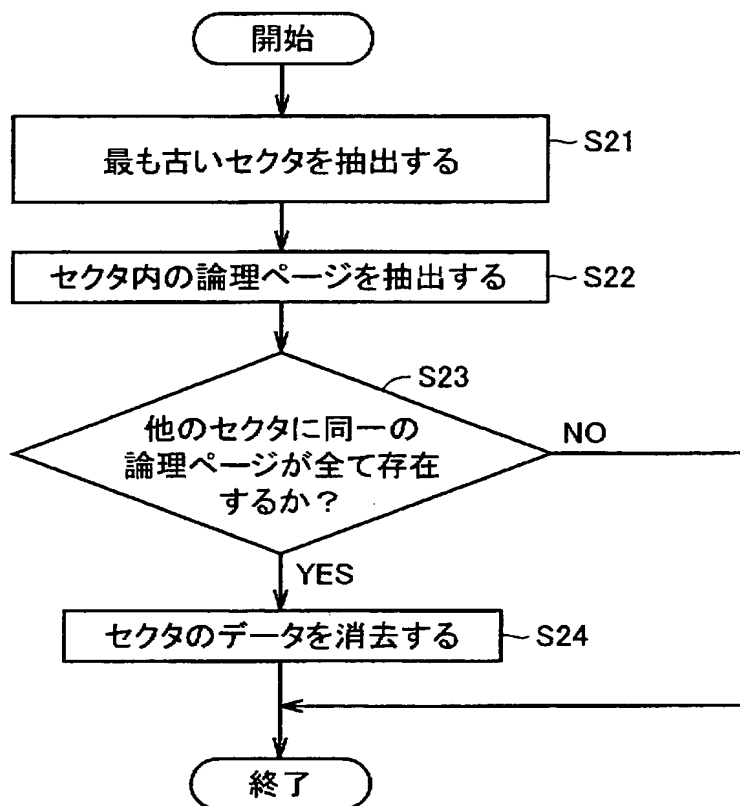 開始
最も古いセクタを抽出する
S21
セクタ内の論理ページを抽出する
S22
S23
他のセクタに同一の
論理ページが全て存在
するか?
NO
YES
セクタのデータを消去する
S24
終了